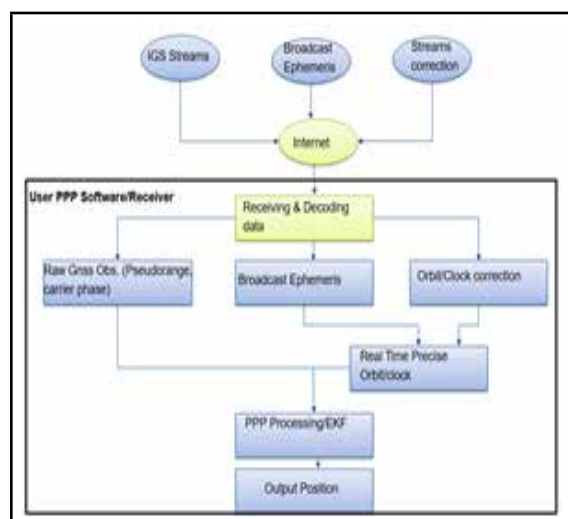 IGS Streams
Broadcast
Ephemeris
Streams
correction
Internet
User PPP Software/Receiver
Receiving & Decoding
data
Raw Gnss Obs. (Pseudorange,
carrier phase)
Broadcast Ephemeris
Orbit/Clock correction
Real Time Precise
Orbit/clock
PPP Processing/EKF
Output Position